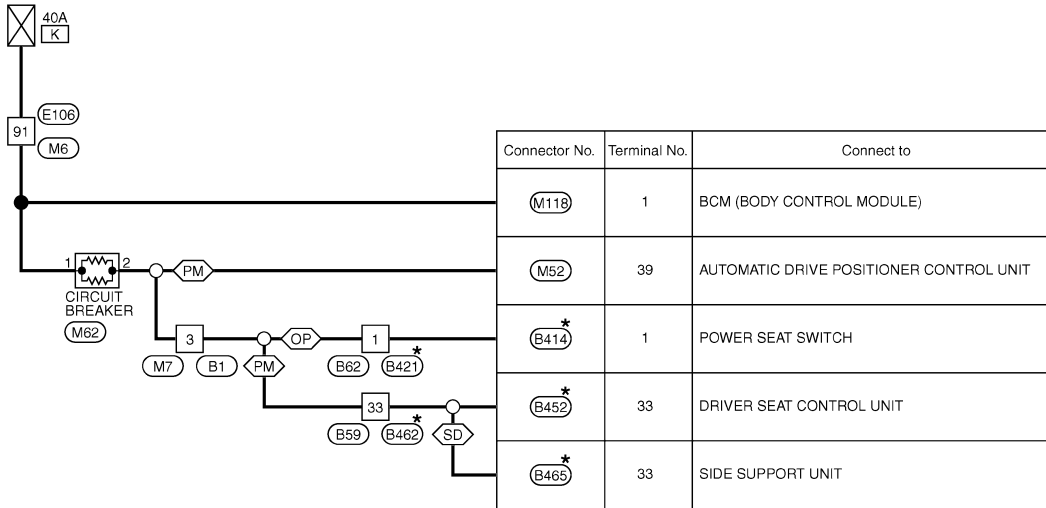 40A
K
E106
91
M6
Connector No. Terminal No. Connect to
M118 1 BCM (BODY CONTROL MODULE)
1 2 PM M52 39 AUTOMATIC DRIVE POSITIONER CONTROL UNIT
CIRCUIT
BREAKER
M62
3 OP 1 B414* 1 POWER SEAT SWITCH
M7 B1 PM B62 B421*
33 B452* 33 DRIVER SEAT CONTROL UNIT
B59 B462* SD
B465* 33 SIDE SUPPORT UNIT